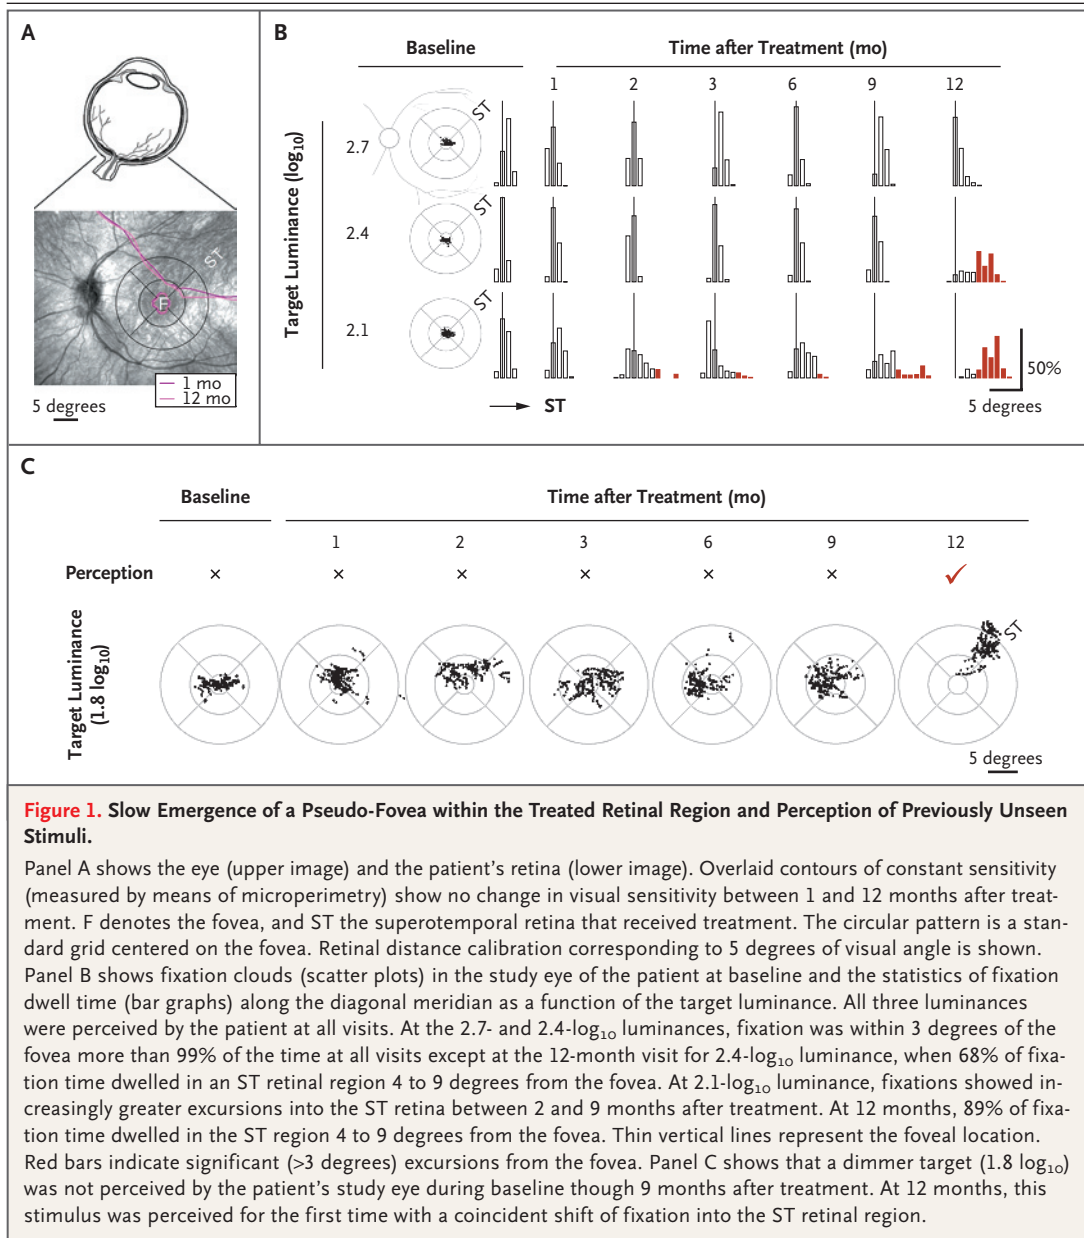 A
ST
F
1 mo
12 mo
5 degrees
B
Baseline
Time after Treatment (mo)
1 2 3 6 9 12
Target Luminance (log10)
2.7
ST
2.4
ST
2.1
ST
50%
ST
5 degrees
C
Baseline
Time after Treatment (mo)
1 2 3 6 9 12
Perception × × × × × × ✓
Target Luminance
(1.8 log10)
ST
5 degrees
Figure 1. Slow Emergence of a Pseudo-Fovea within the Treated Retinal Region and Perception of Previously Unseen
Stimuli.
Panel A shows the eye (upper image) and the patient's retina (lower image). Overlaid contours of constant sensitivity
(measured by means of microperimetry) show no change in visual sensitivity between 1 and 12 months after treat-
ment. F denotes the fovea, and ST the superotemporal retina that received treatment. The circular pattern is a stan-
dard grid centered on the fovea. Retinal distance calibration corresponding to 5 degrees of visual angle is shown.
Panel B shows fixation clouds (scatter plots) in the study eye of the patient at baseline and the statistics of fixation
dwell time (bar graphs) along the diagonal meridian as a function of the target luminance. All three luminances
were perceived by the patient at all visits. At the 2.7- and 2.4-log10 luminances, fixation was within 3 degrees of the
fovea more than 99% of the time at all visits except at the 12-month visit for 2.4-log10 luminance, when 68% of fixa-
tion time dwelled in an ST retinal region 4 to 9 degrees from the fovea. At 2.1-log10 luminance, fixations showed in-
creasingly greater excursions into the ST retina between 2 and 9 months after treatment. At 12 months, 89% of fixa-
tion time dwelled in the ST region 4 to 9 degrees from the fovea. Thin vertical lines represent the foveal location.
Red bars indicate significant (>3 degrees) excursions from the fovea. Panel C shows that a dimmer target (1.8 log10)
was not perceived by the patient's study eye during baseline though 9 months after treatment. At 12 months, this
stimulus was perceived for the first time with a coincident shift of fixation into the ST retinal region.